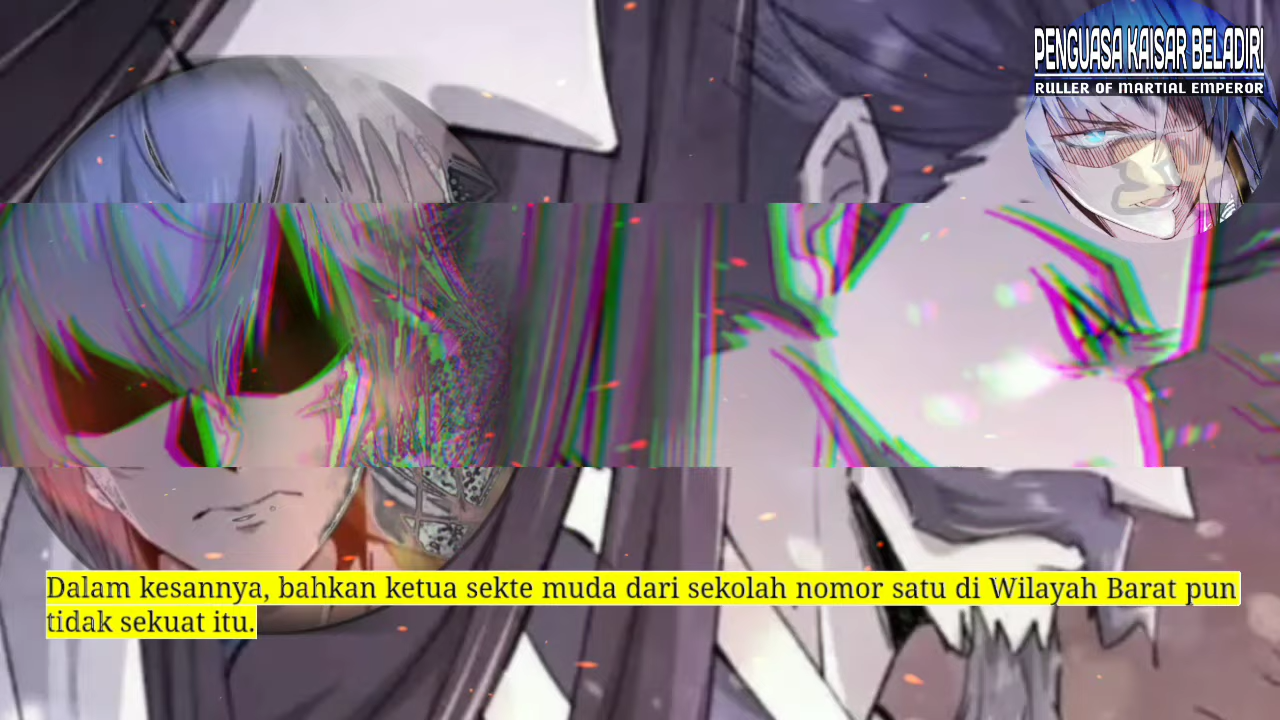 PENGUASA KAISAR BELADIRI
RULLER OF MARTIAL EMPEROR
Dalam kesannya, bahkan ketua sekte muda dari sekolah nomor satu di Wilayah Barat pun
tidak sekuat itu.